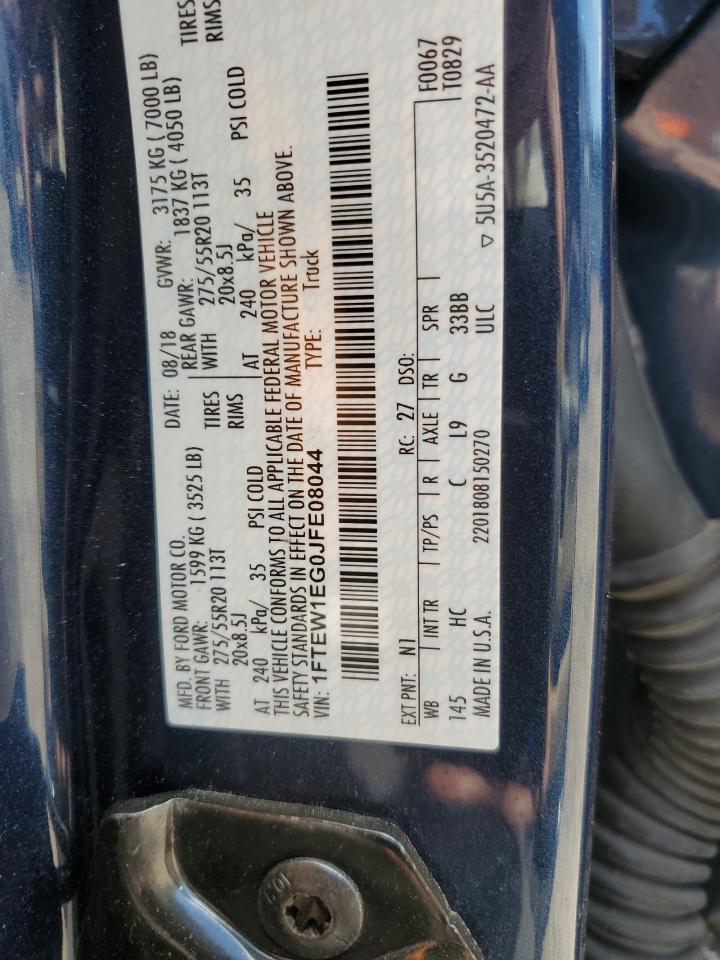 MFD. BY FORD MOTOR CO. DATE: 08/18 GVWR: 3175 KG ( 7000 LB)
FRONT GAWR: 1599 KG ( 3525 LB) REAR GAWR: 1837 KG ( 4050 LB)
WITH 275/55R20 113T TIRES WITH 275/55R20 113T TIRES
20x8.5J RIMS 20x8.5J RIMS
AT 240 kPa/ 35 PSI COLD AT 240 kPa/ 35 PSI COLD
THIS VEHICLE CONFORMS TO ALL APPLICABLE FEDERAL MOTOR VEHICLE
SAFETY STANDARDS IN EFFECT ON THE DATE OF MANUFACTURE SHOWN ABOVE.
VIN: 1FTEW1EG0JFE08044 TYPE: Truck
EXT PNT: N1 RC: 27 DSO: F0067
WB INT TR TP/PS R AXLE TR SPR T0829
145 HC C L9 G 33BB
MADE IN U.S.A. 2201808150270 ULC ▽ 5U5A-3520472-AA
10.9